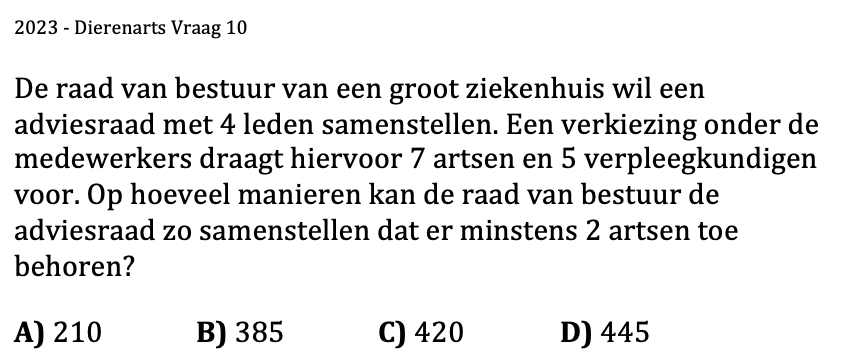 2023 - Dierenarts Vraag 10
De raad van bestuur van een groot ziekenhuis wil een
adviesraad met 4 leden samenstellen. Een verkiezing onder de
medewerkers draagt hiervoor 7 artsen en 5 verpleegkundigen
voor. Op hoeveel manieren kan de raad van bestuur de
adviesraad zo samenstellen dat er minstens 2 artsen toe
behoren?
A) 210 B) 385 C) 420 D) 445